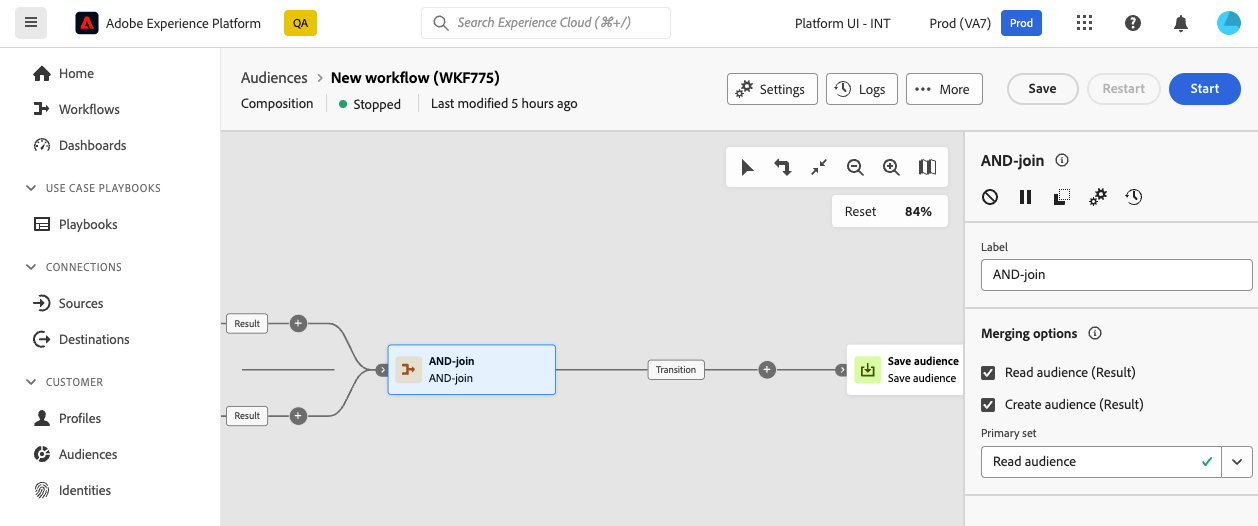 Adobe Experience Platform
QA
Search Experience Cloud (⌘+/)
Platform UI - INT
Prod (VA7)
Prod
Home
Workflows
Dashboards
USE CASE PLAYBOOKS
Playbooks
CONNECTIONS
Sources
Destinations
CUSTOMER
Profiles
Audiences
Identities
Audiences > New workflow (WKF775)
Composition
Stopped
Last modified 5 hours ago
Settings
Logs
More
Save
Restart
Start
Reset
84%
Result
Result
AND-join
AND-join
Transition
Save audience
Save audience
AND-join
Label
AND-join
Merging options
Read audience (Result)
Create audience (Result)
Primary set
Read audience